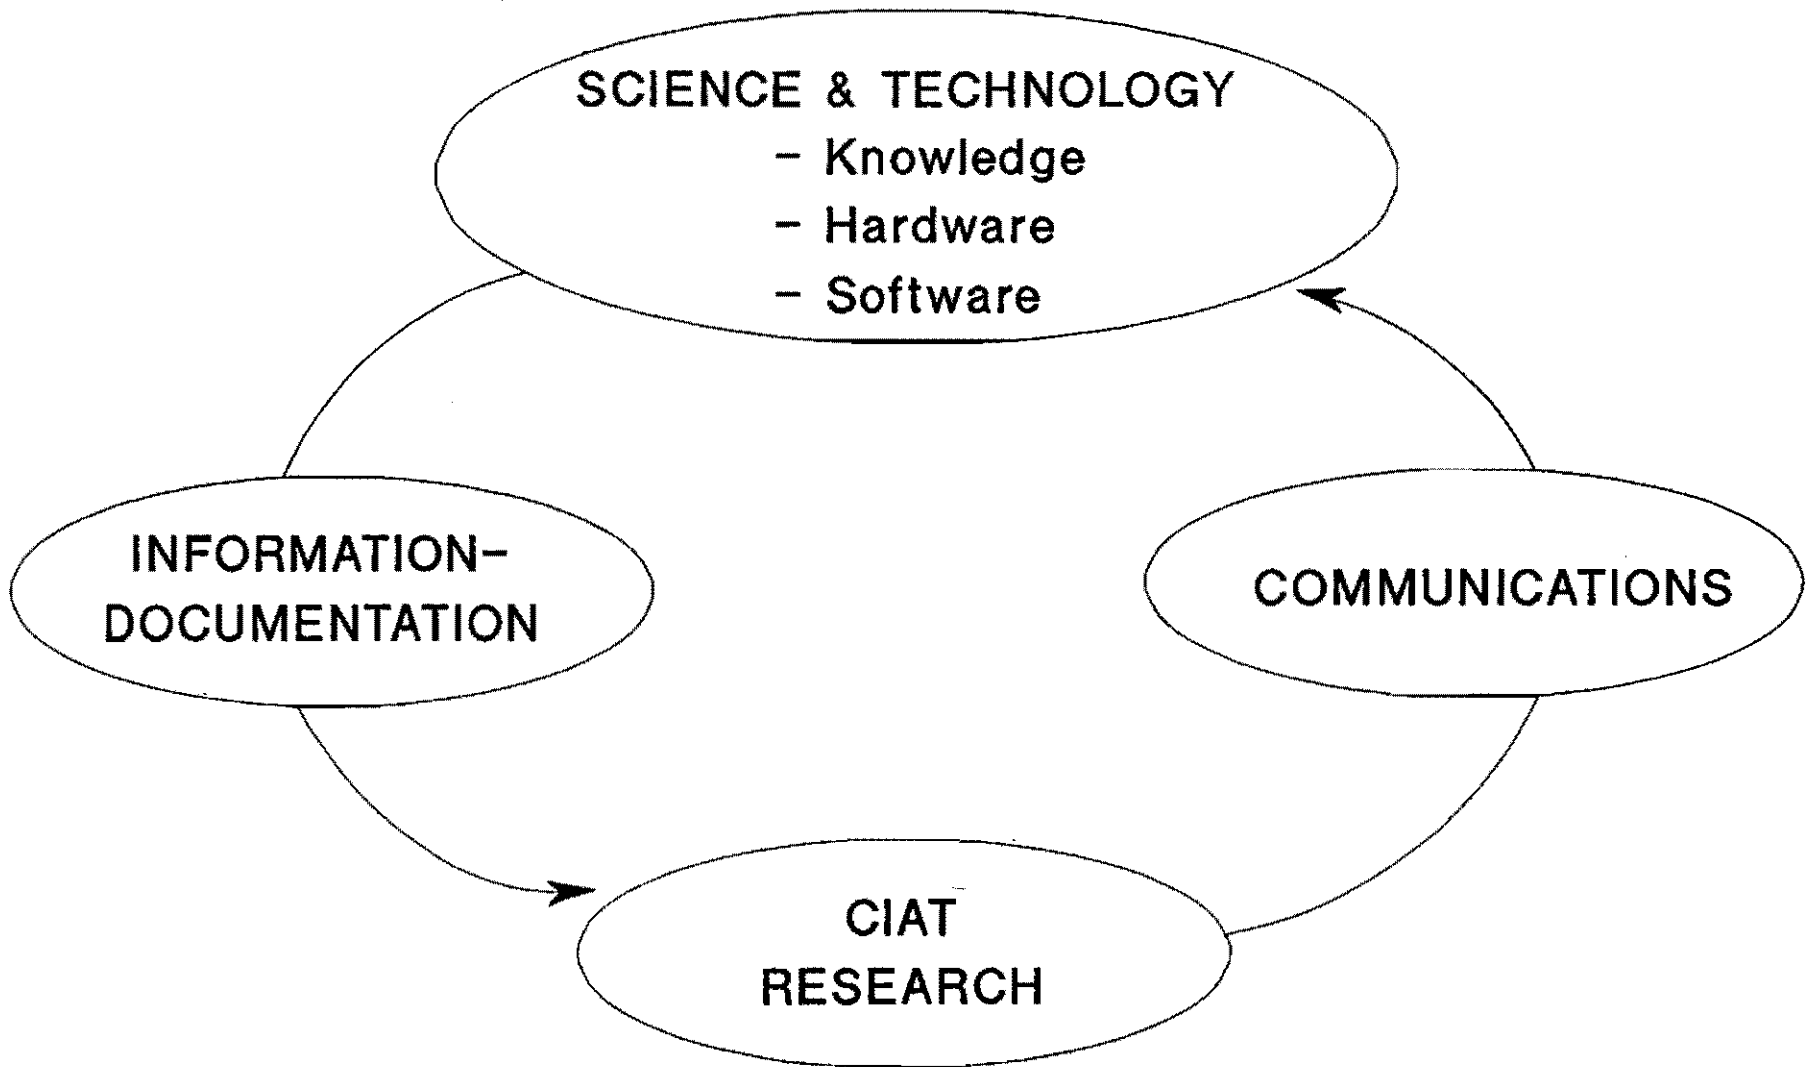 SCIENCE & TECHNOLOGY
- Knowledge
- Hardware
- Software
INFORMATION-
DOCUMENTATION
COMMUNICATIONS
CIAT
RESEARCH